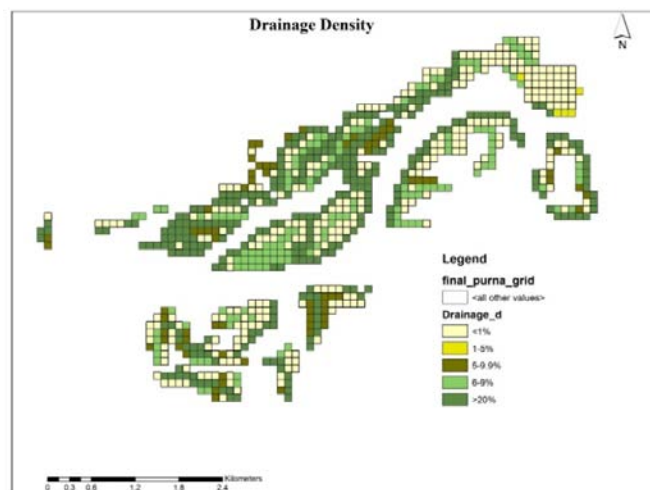 Drainage Density
N
Legend
final_purna_grid
<all other values>
Drainage_d
<1%
1-5%
5-9.9%
6-9%
>20%
Kilometers
0 0.3 0.6 1.2 1.8 2.4